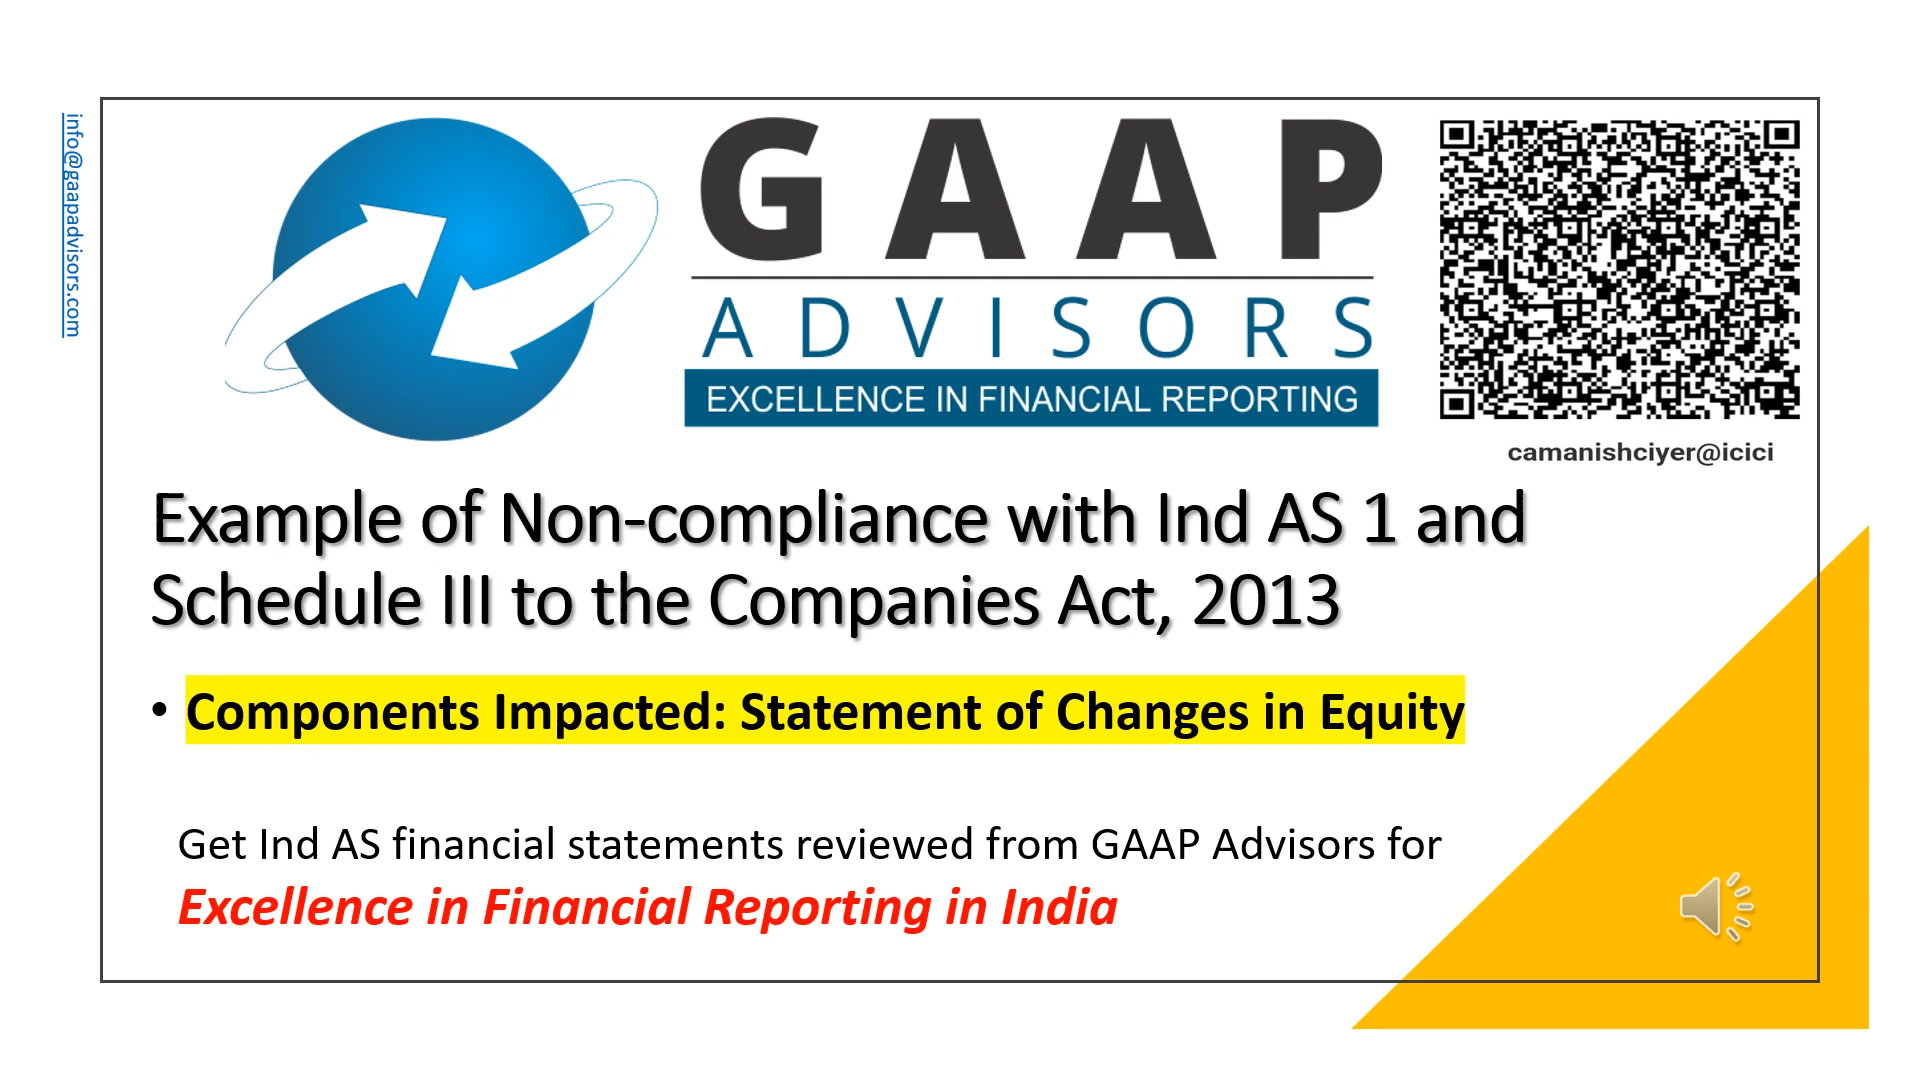 info@gaapadvisors.com
GAAP
ADVISORS
EXCELLENCE IN FINANCIAL REPORTING
camanishciyer@icici
Example of Non-compliance with Ind AS 1 and
Schedule III to the Companies Act, 2013
• Components Impacted: Statement of Changes in Equity
Get Ind AS financial statements reviewed from GAAP Advisors for
Excellence in Financial Reporting in India